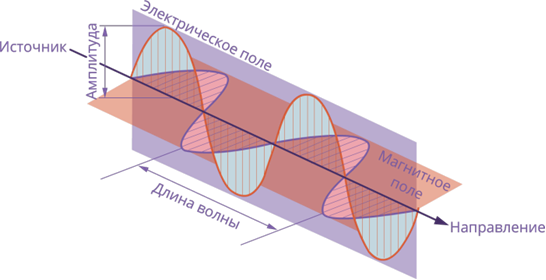 Электрическое поле
Источник
Амплитуда
Магнитное
поле
Длина волны
Направление